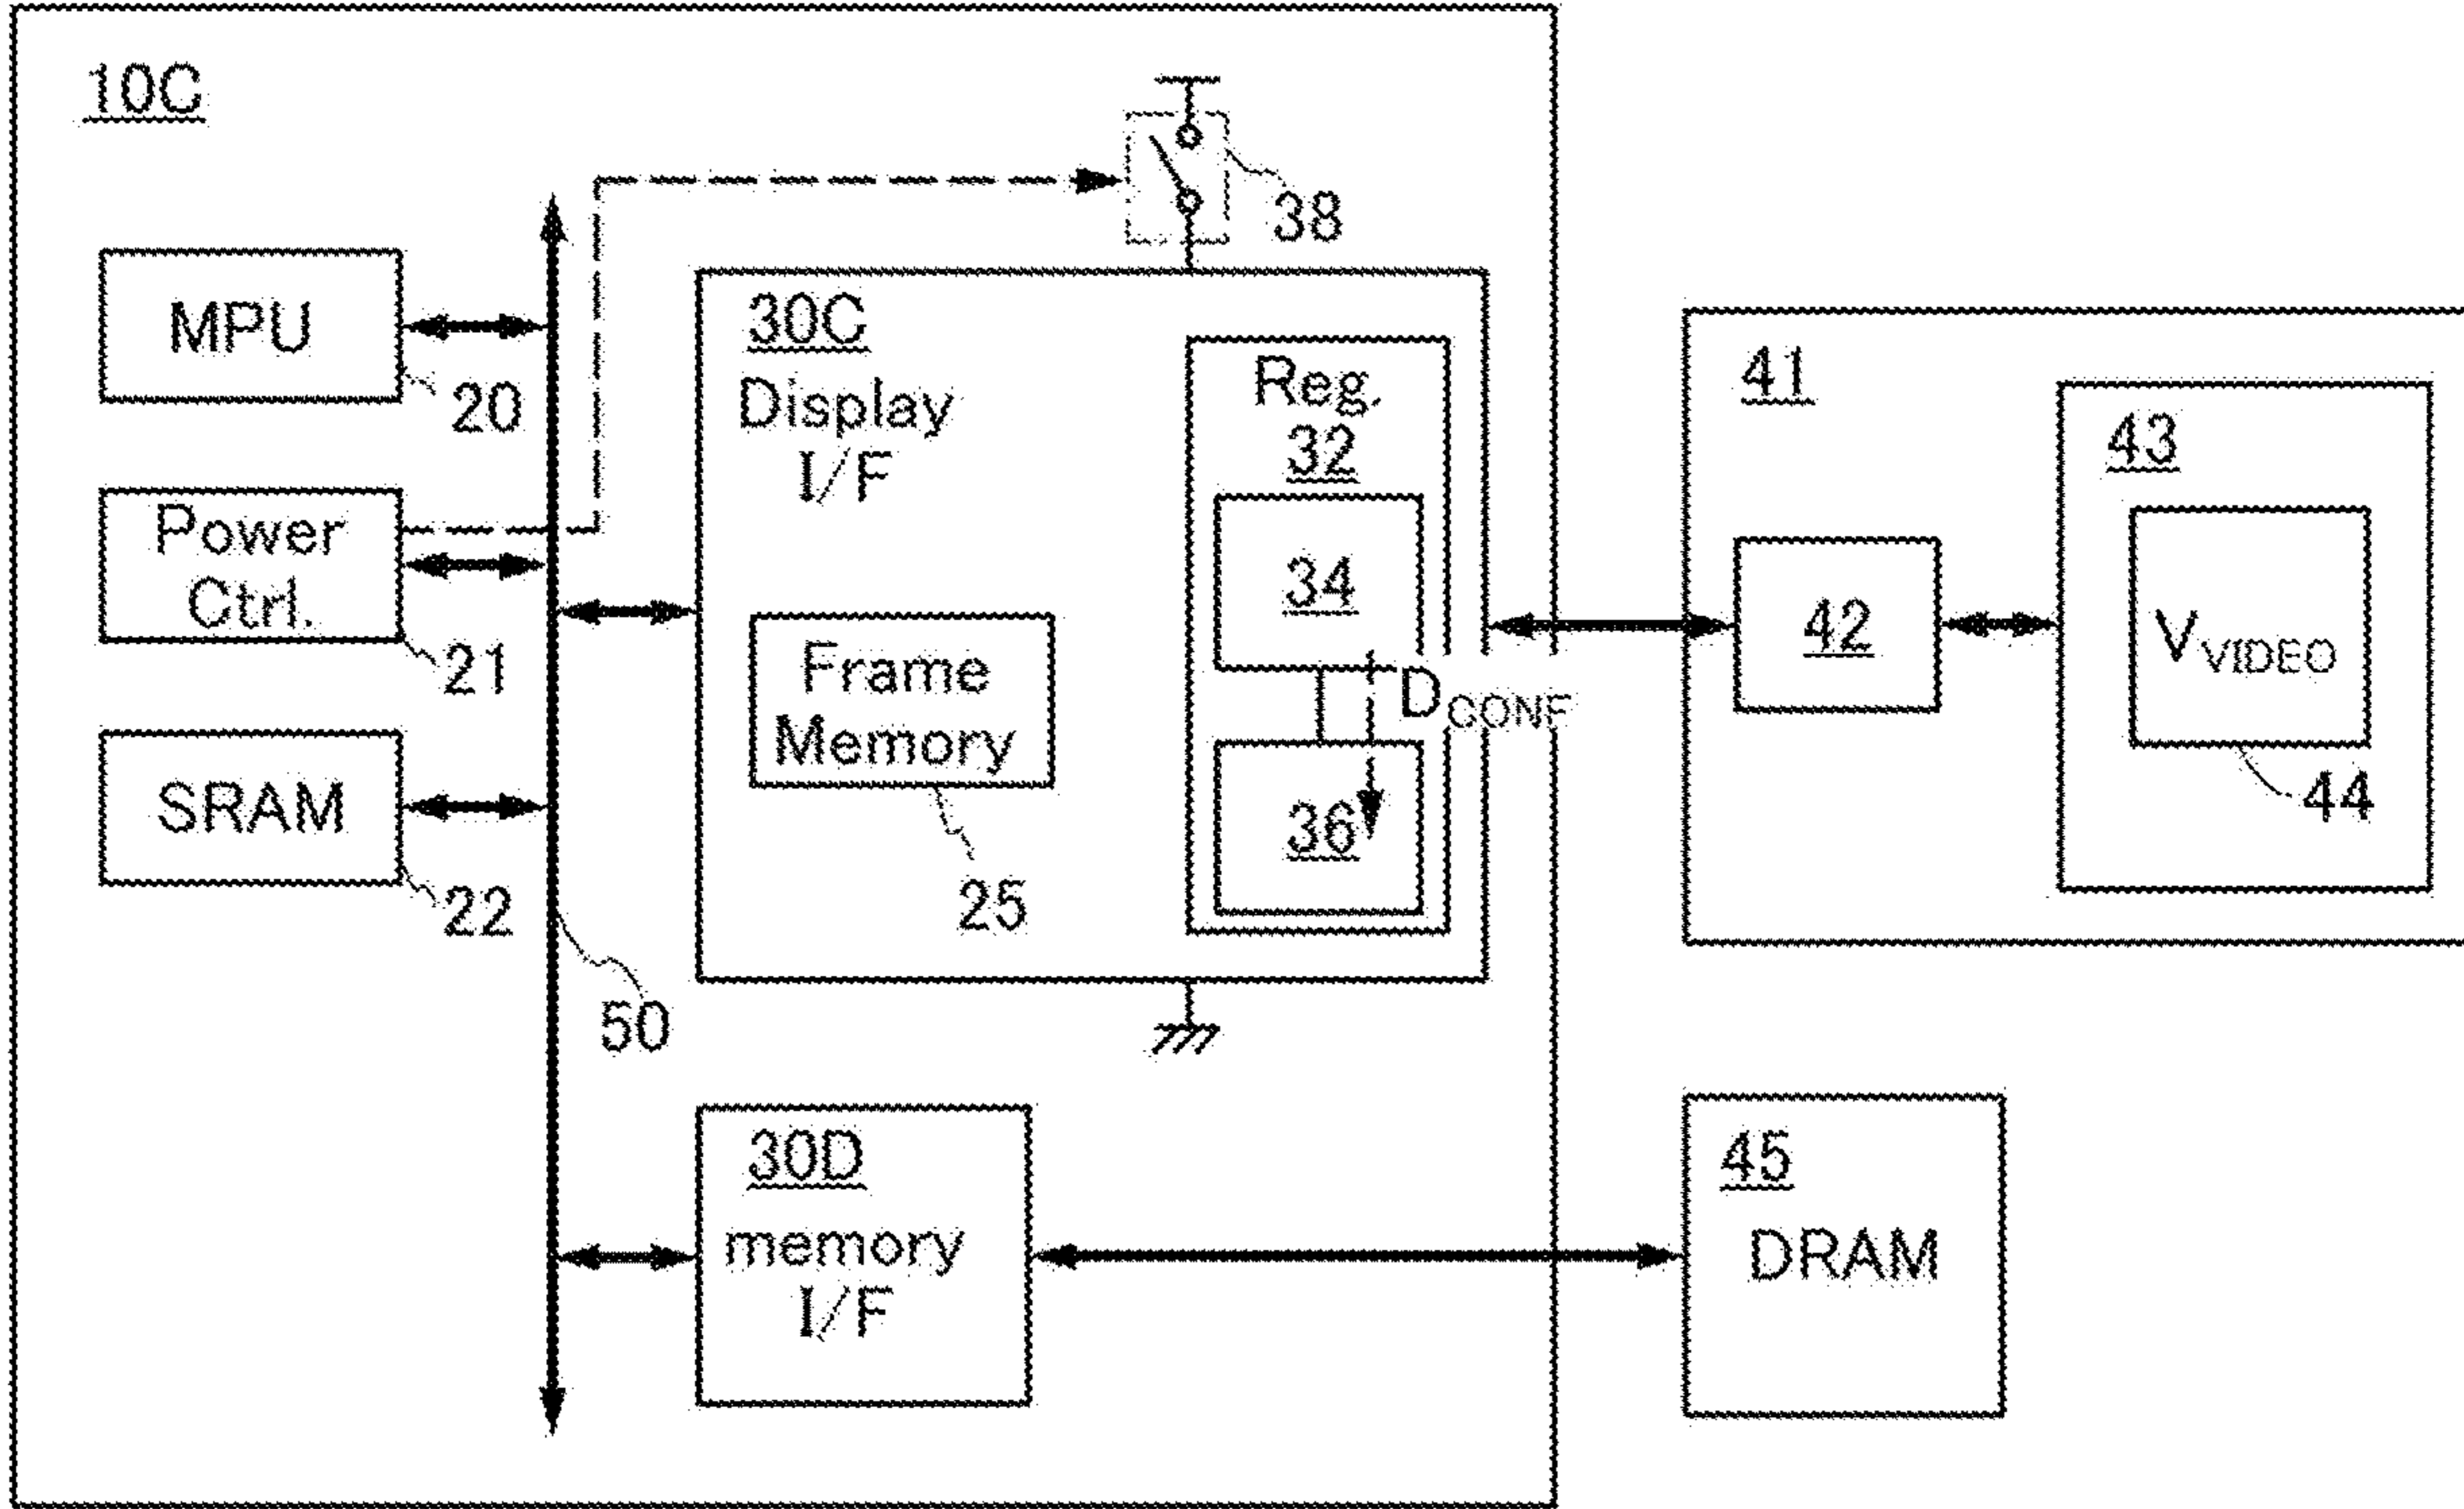 10C
38
MPU
20
Power
Ctrl.
21
SRAM
22
50
30C
Display
I/F
Frame
Memory
25
Reg.
32
34
DCONF
36
41
42
43
VVIDEO
44
30D
memory
I/F
45
DRAM